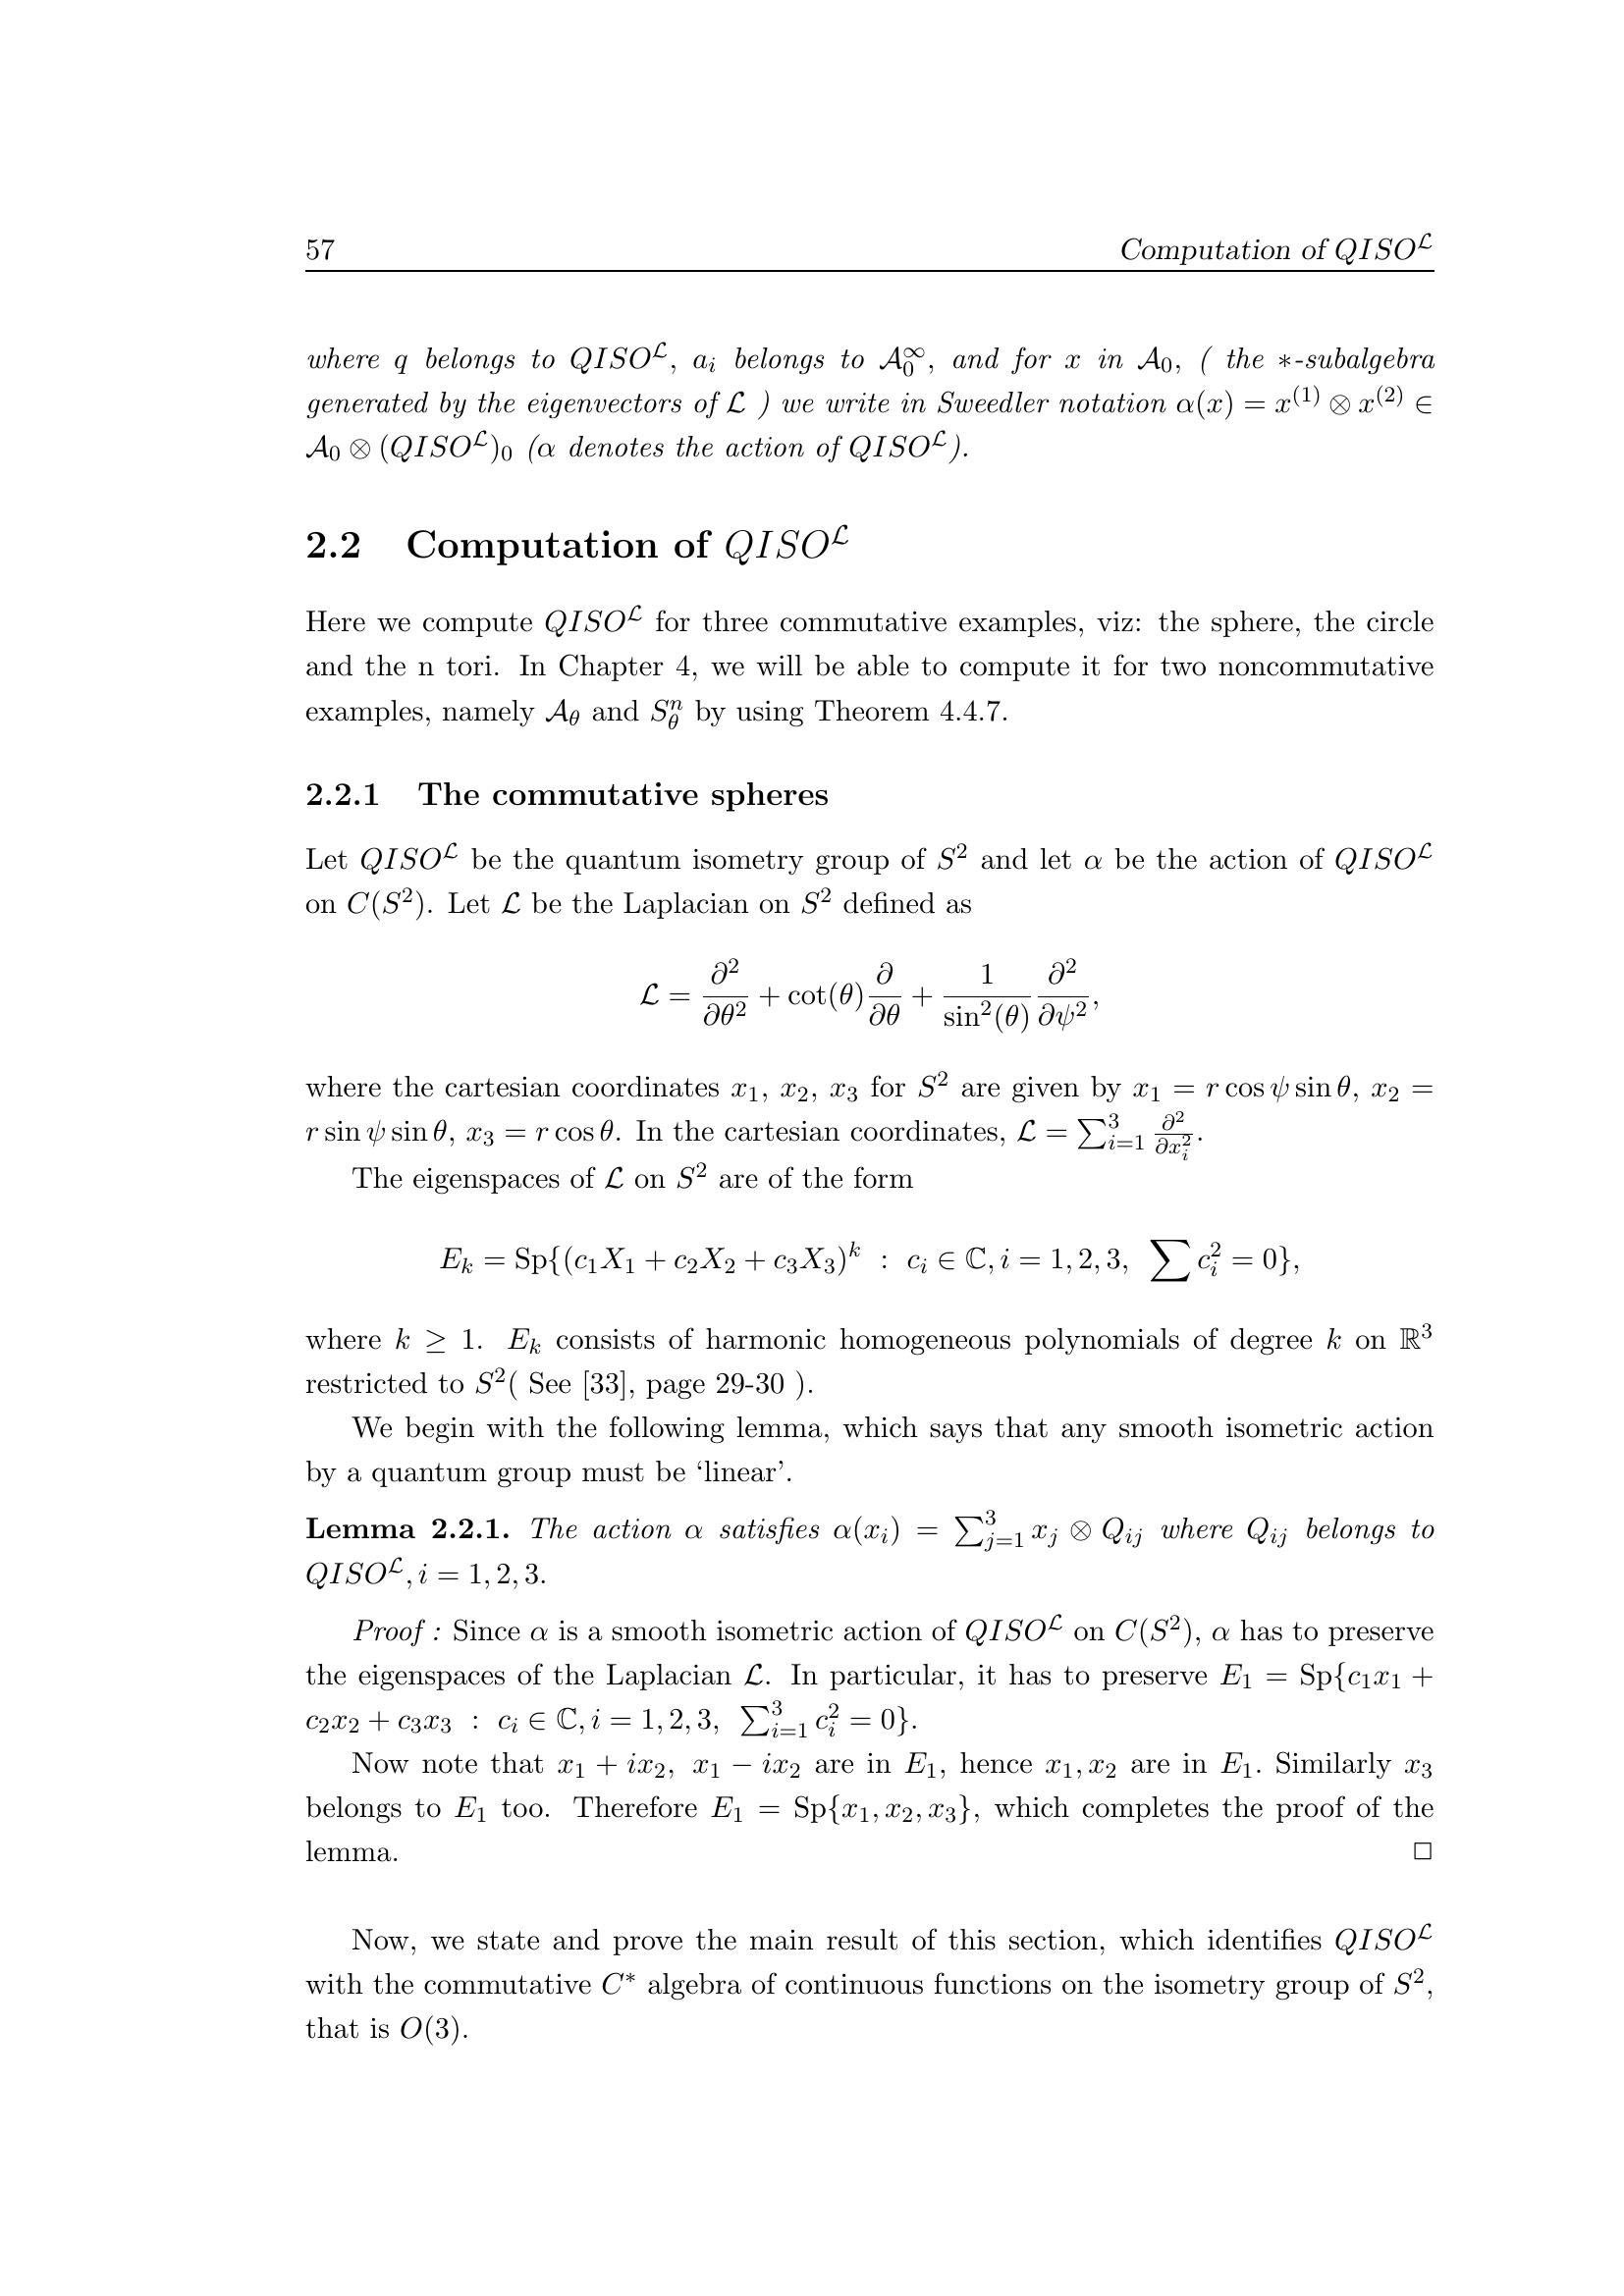 57 Computation of $QISO^{\mathcal{L}}$
where q belongs to $QISO^{\mathcal{L}}$, $a_i$ belongs to $\mathcal{A}_0^\infty$, and for x in $\mathcal{A}_0$, ( the ∗-subalgebra
generated by the eigenvectors of $\mathcal{L}$ ) we write in Sweedler notation $\alpha(x) = x^{(1)} \otimes x^{(2)} \in$
$\mathcal{A}_0 \otimes (QISO^{\mathcal{L}})_0$ ($\alpha$ denotes the action of $QISO^{\mathcal{L}}$).
2.2 Computation of $QISO^{\mathcal{L}}$
Here we compute $QISO^{\mathcal{L}}$ for three commutative examples, viz: the sphere, the circle
and the n tori. In Chapter 4, we will be able to compute it for two noncommutative
examples, namely $\mathcal{A}_\theta$ and $S_\theta^n$ by using Theorem 4.4.7.
2.2.1 The commutative spheres
Let $QISO^{\mathcal{L}}$ be the quantum isometry group of $S^2$ and let $\alpha$ be the action of $QISO^{\mathcal{L}}$
on $C(S^2)$. Let $\mathcal{L}$ be the Laplacian on $S^2$ defined as
$\mathcal{L} = \frac{\partial^2}{\partial\theta^2} + \cot(\theta)\frac{\partial}{\partial\theta} + \frac{1}{\sin^2(\theta)}\frac{\partial^2}{\partial\psi^2},$
where the cartesian coordinates $x_1$, $x_2$, $x_3$ for $S^2$ are given by $x_1 = r\cos\psi\sin\theta$, $x_2 =$
$r\sin\psi\sin\theta$, $x_3 = r\cos\theta$. In the cartesian coordinates, $\mathcal{L} = \sum_{i=1}^3 \frac{\partial^2}{\partial x_i^2}$.
The eigenspaces of $\mathcal{L}$ on $S^2$ are of the form
$E_k = \mathrm{Sp}\{(c_1X_1 + c_2X_2 + c_3X_3)^k \ : \ c_i \in \mathbb{C}, i = 1, 2, 3, \ \sum c_i^2 = 0\},$
where $k \geq 1$. $E_k$ consists of harmonic homogeneous polynomials of degree $k$ on $\mathbb{R}^3$
restricted to $S^2$( See [33], page 29-30 ).
We begin with the following lemma, which says that any smooth isometric action
by a quantum group must be ‘linear’.
Lemma 2.2.1. The action $\alpha$ satisfies $\alpha(x_i) = \sum_{j=1}^3 x_j \otimes Q_{ij}$ where $Q_{ij}$ belongs to
$QISO^{\mathcal{L}}, i = 1, 2, 3.$
Proof : Since $\alpha$ is a smooth isometric action of $QISO^{\mathcal{L}}$ on $C(S^2)$, $\alpha$ has to preserve
the eigenspaces of the Laplacian $\mathcal{L}$. In particular, it has to preserve $E_1 = \mathrm{Sp}\{c_1x_1 +$
$c_2x_2 + c_3x_3 \ : \ c_i \in \mathbb{C}, i = 1, 2, 3, \ \sum_{i=1}^3 c_i^2 = 0\}$.
Now note that $x_1 + ix_2$, $x_1 - ix_2$ are in $E_1$, hence $x_1, x_2$ are in $E_1$. Similarly $x_3$
belongs to $E_1$ too. Therefore $E_1 = \mathrm{Sp}\{x_1, x_2, x_3\}$, which completes the proof of the
lemma. □
Now, we state and prove the main result of this section, which identifies $QISO^{\mathcal{L}}$
with the commutative $C^*$ algebra of continuous functions on the isometry group of $S^2$,
that is $O(3)$.